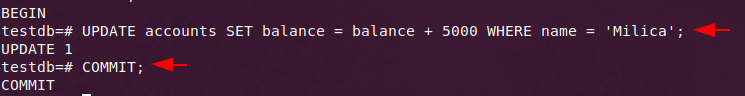 BEGIN
testdb=# UPDATE accounts SET balance = balance + 5000 WHERE name = 'Milica';
UPDATE 1
testdb=# COMMIT;
COMMIT